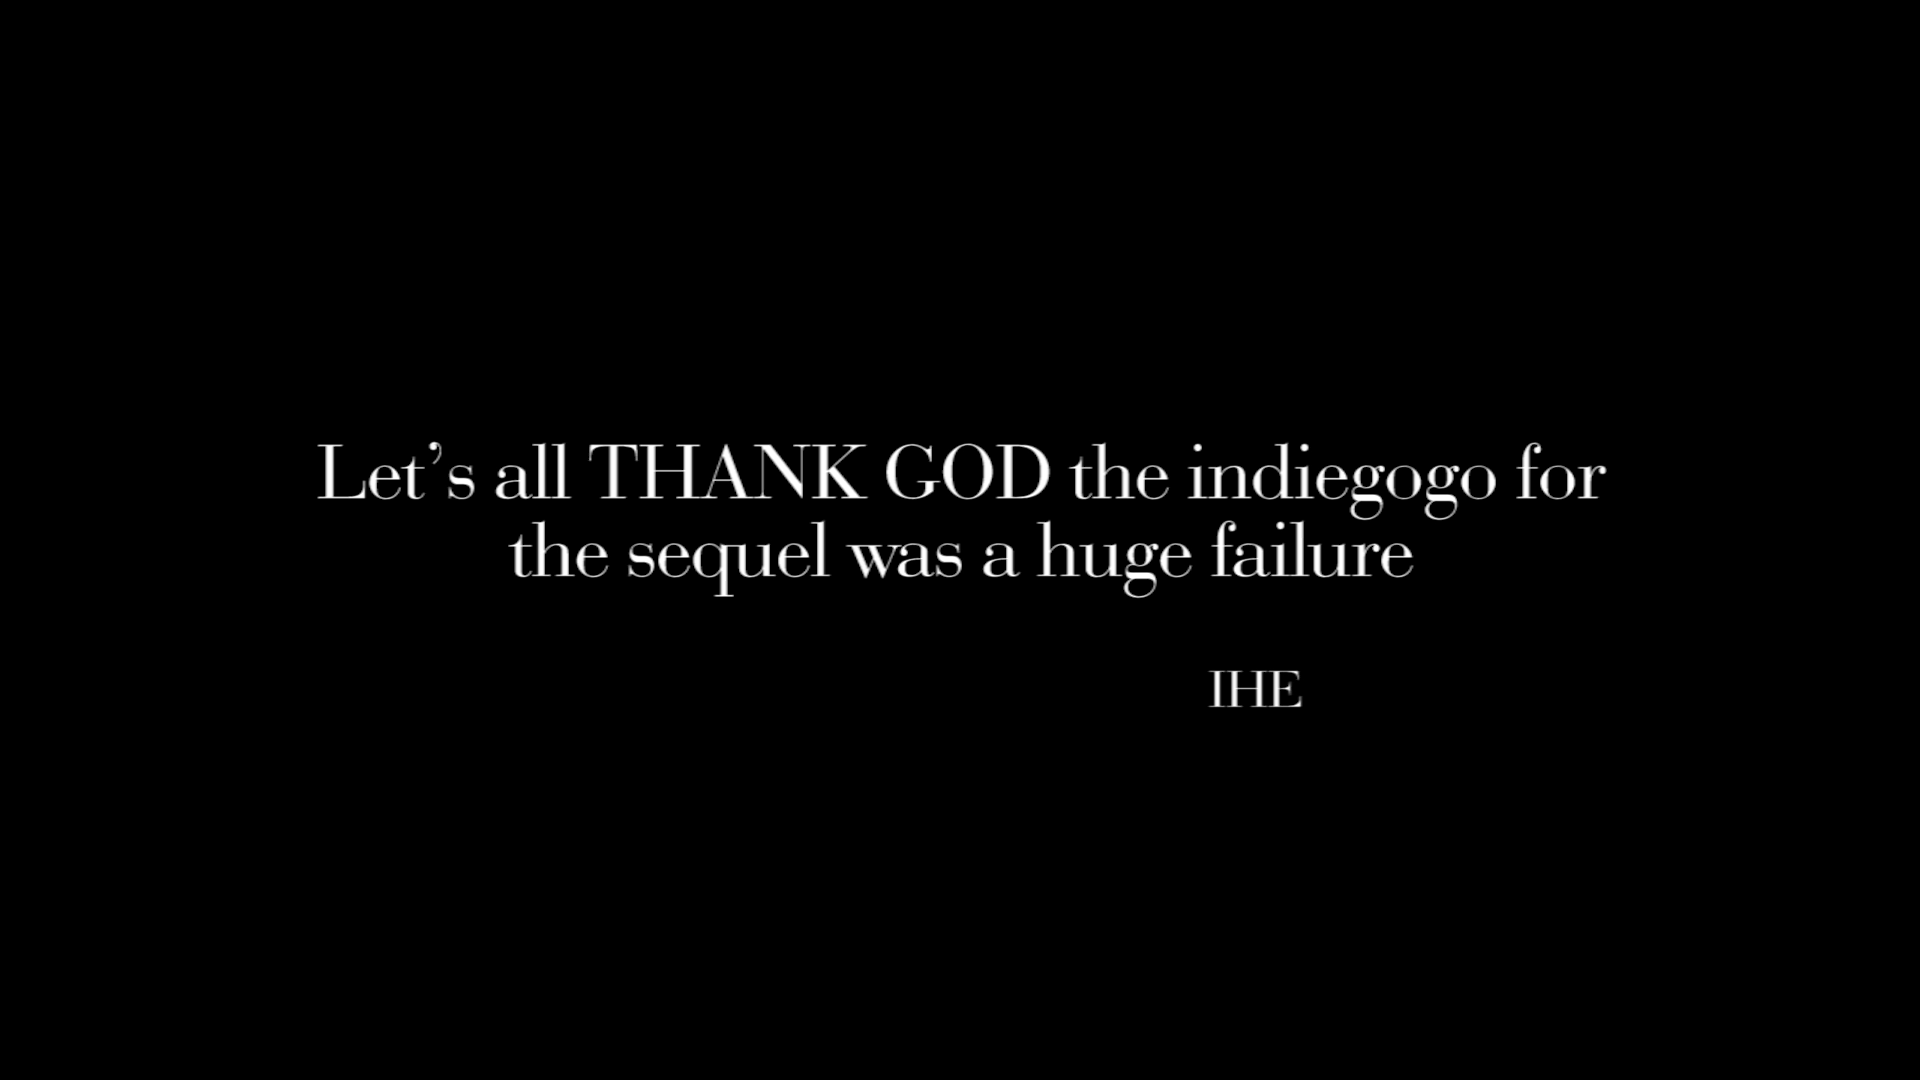 Let’s all THANK GOD the indiegogo for
the sequel was a huge failure
IHE